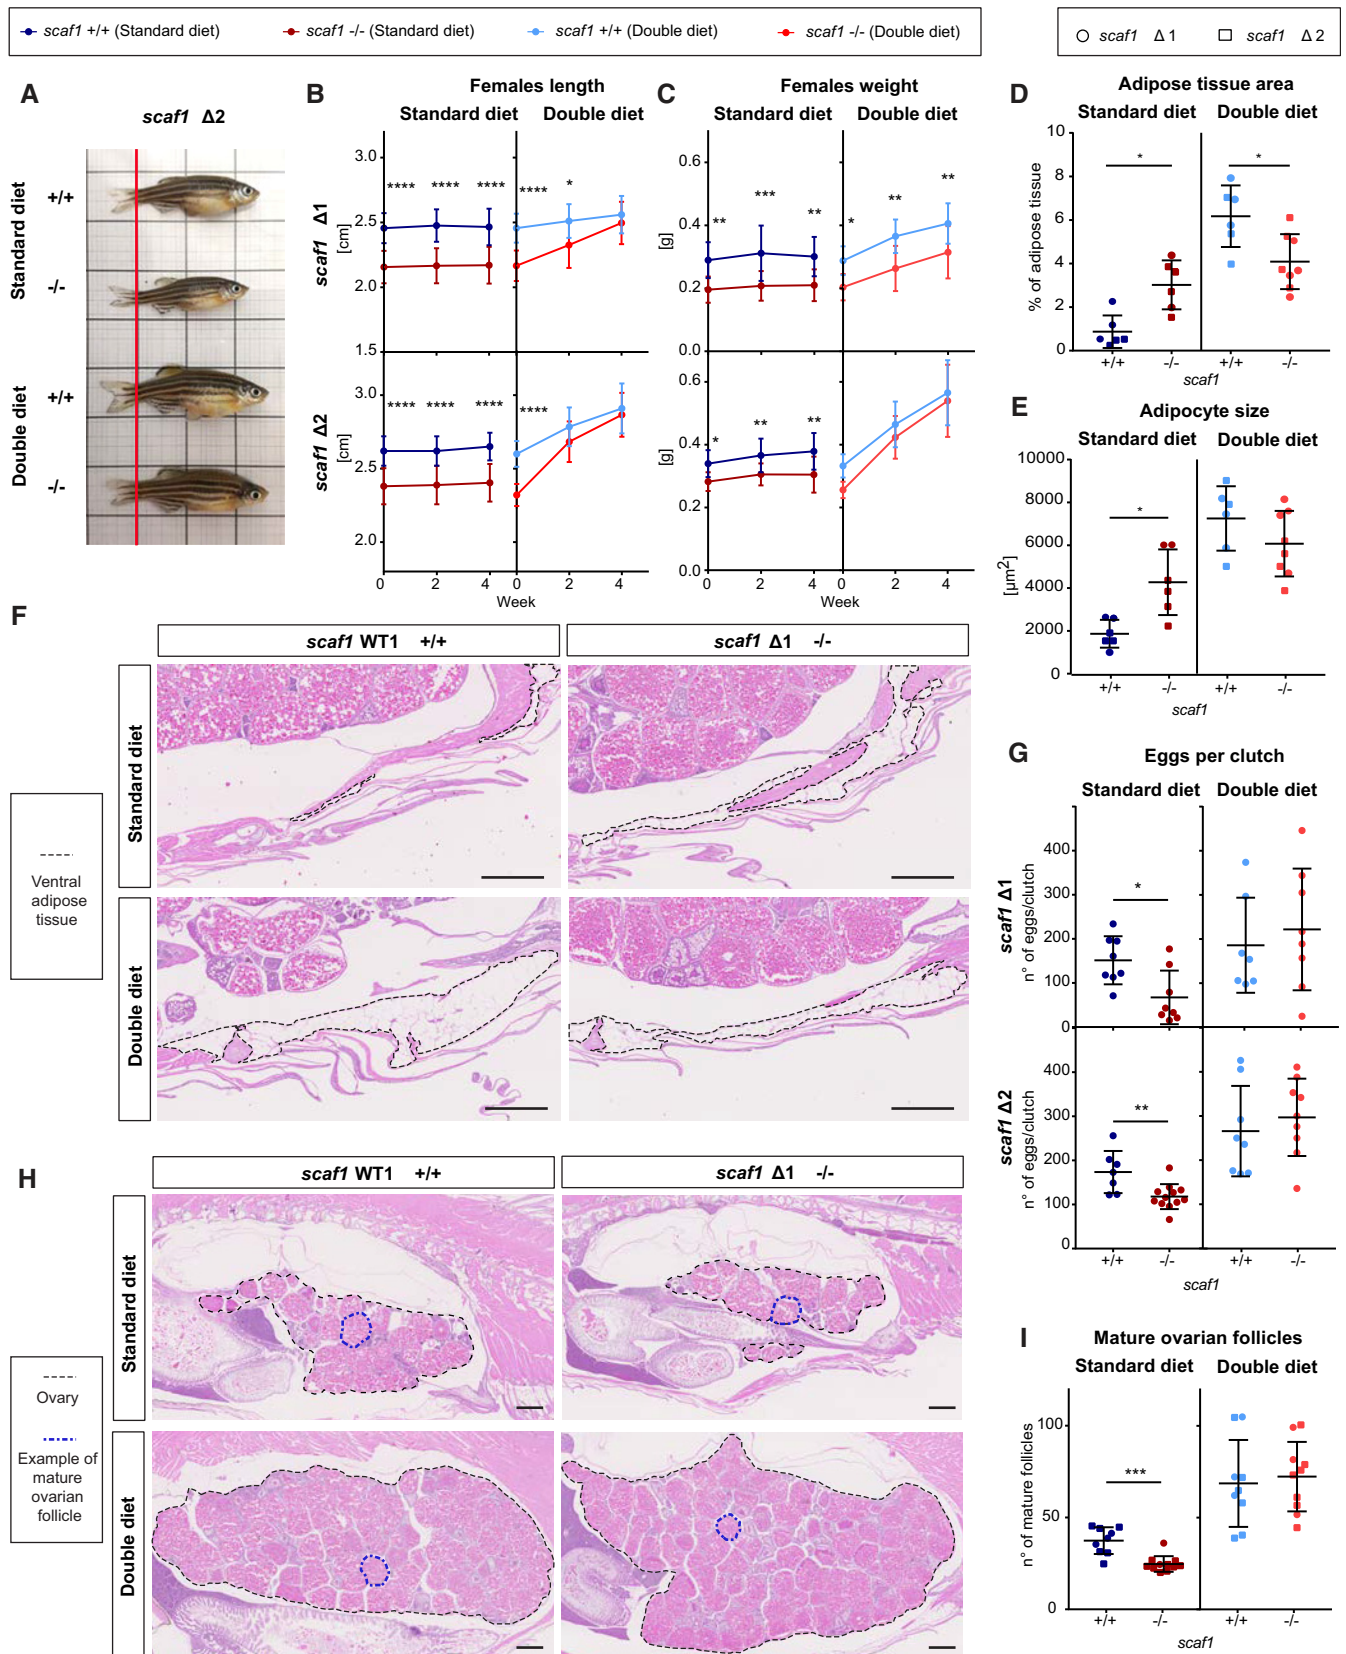 scaf1 +/+ (Standard diet)
scaf1 -/- (Standard diet)
scaf1 +/+ (Double diet)
scaf1 -/- (Double diet)
scaf1 Δ 1
scaf1 Δ 2
A
scaf1 Δ2
Standard diet
+/+
-/-
Double diet
+/+
-/-
B
Females length
Standard diet
Double diet
scaf1 Δ1
[cm]
3.0
2.5
2.0
1.5
****
****
****
****
*
scaf1 Δ2
[cm]
3.0
2.5
2.0
****
****
****
****
0
2
4
0
2
4
Week
C
Females weight
Standard diet
Double diet
[g]
0.6
0.4
0.2
0.0
**
***
**
*
**
**
[g]
0.6
0.4
0.2
0.0
*
**
**
0
2
4
0
2
4
Week
D
Adipose tissue area
Standard diet
Double diet
% of adipose tissue
10
8
6
4
2
0
*
*
+/+
-/-
+/+
-/-
scaf1
E
Adipocyte size
Standard diet
Double diet
[µm2]
10000
8000
6000
4000
2000
0
*
+/+
-/-
+/+
-/-
scaf1
F
scaf1 WT1 +/+
scaf1 Δ1 -/-
Standard diet
Double diet
Ventral
adipose
tissue
G
Eggs per clutch
Standard diet
Double diet
scaf1 Δ1
n° of eggs/clutch
400
300
200
100
0
*
scaf1 Δ2
n° of eggs/clutch
400
300
200
100
0
**
+/+
-/-
+/+
-/-
scaf1
H
scaf1 WT1 +/+
scaf1 Δ1 -/-
Standard diet
Double diet
Ovary
Example of
mature
ovarian
follicle
I
Mature ovarian follicles
Standard diet
Double diet
n° of mature follicles
100
50
0
***
+/+
-/-
+/+
-/-
scaf1